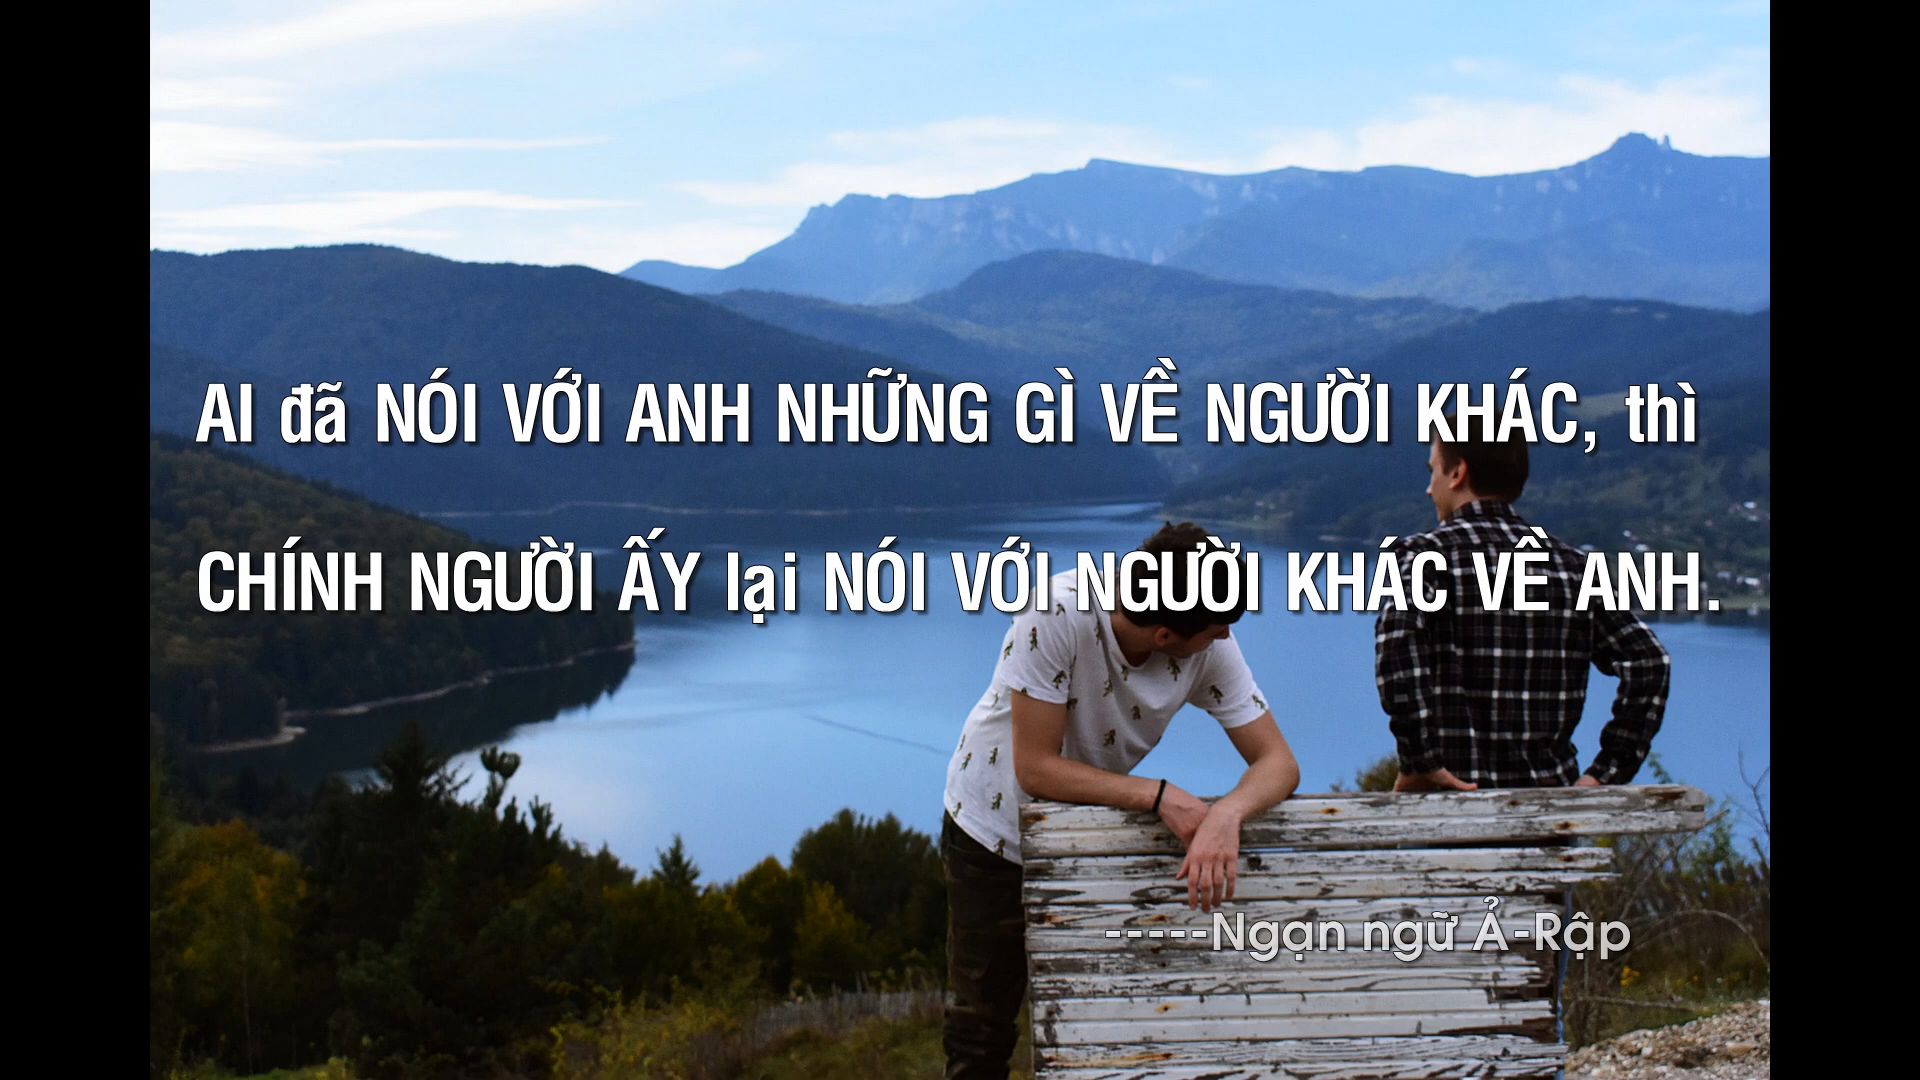 AI đã NÓI VỚI ANH NHỮNG GÌ VỀ NGƯỜI KHÁC, thì
CHÍNH NGƯỜI ẤY lại NÓI VỚI NGƯỜI KHÁC VỀ ANH.
-----Ngạn ngữ Ả-Rập